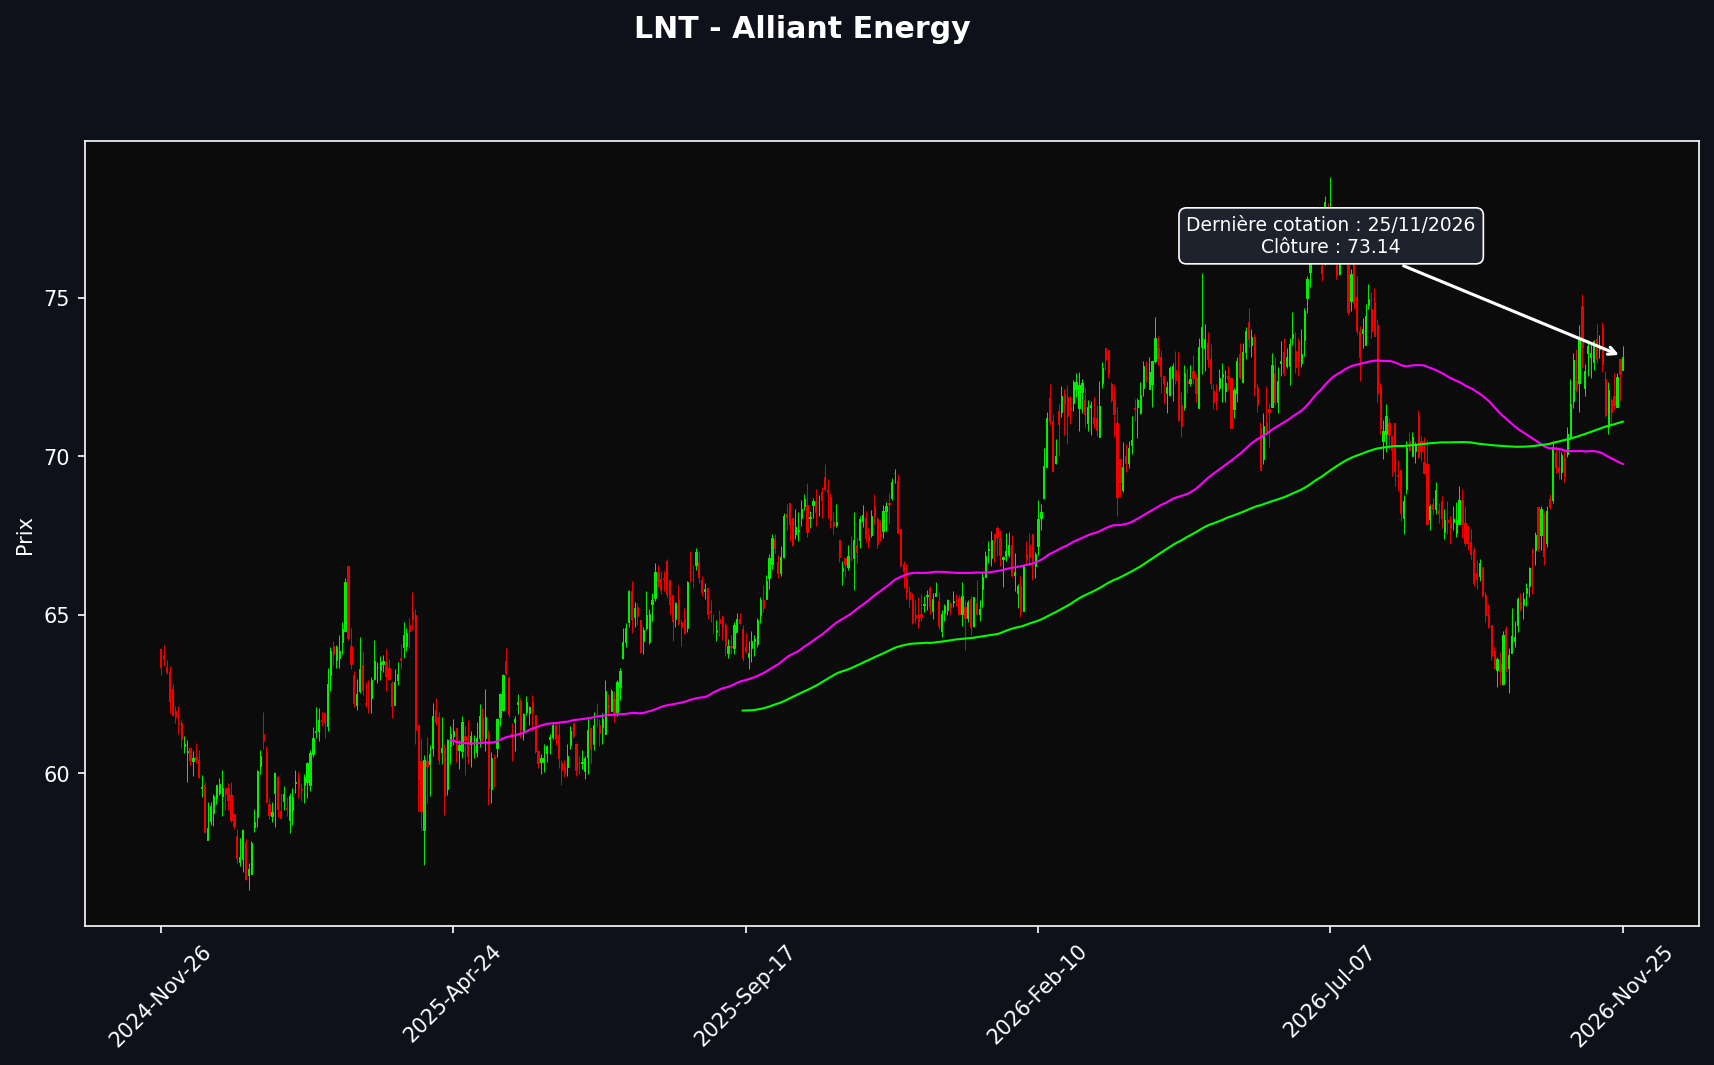 LNT - Alliant Energy
Dernière cotation : 25/11/2026
Clôture : 73.14
Prix
75
70
65
60
2024-Nov-26
2025-Apr-24
2025-Sep-17
2026-Feb-10
2026-Jul-07
2026-Nov-25